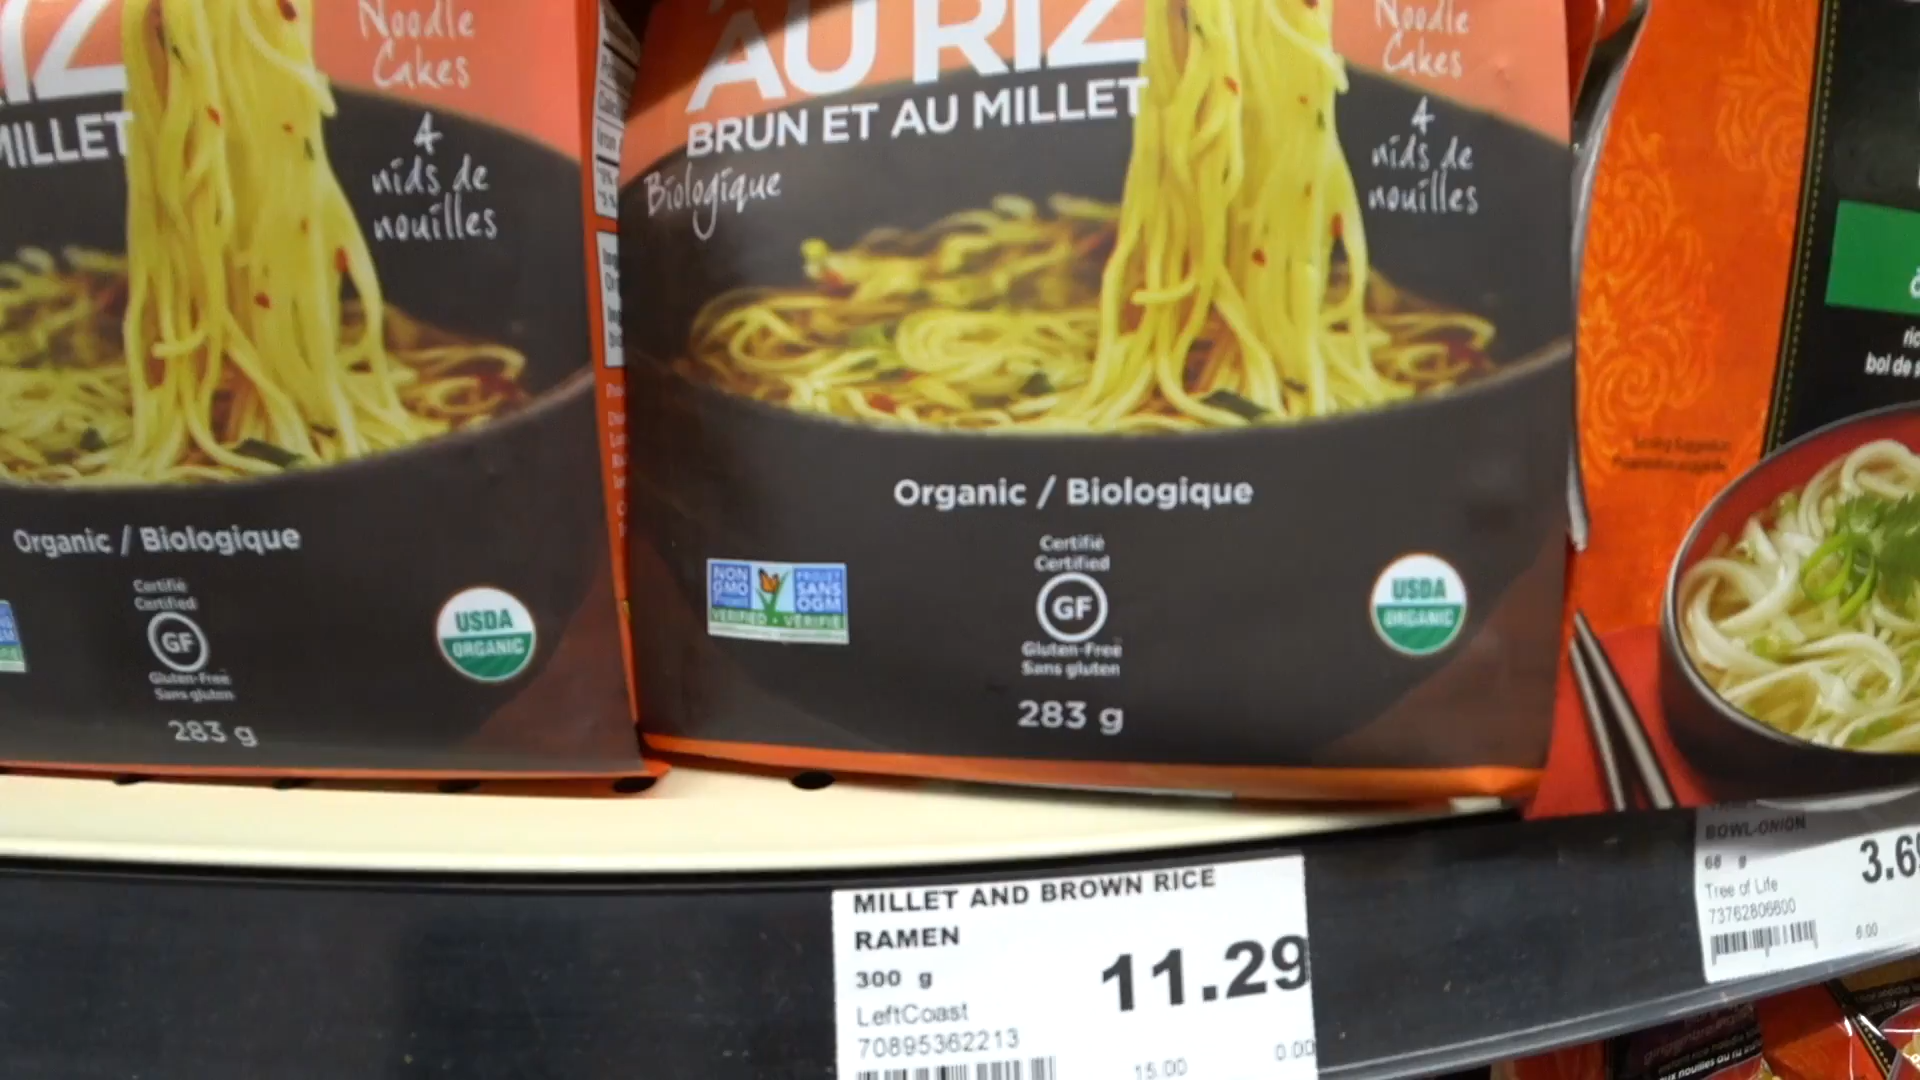 Noodle
Cakes
4
nids de
nouilles
MILLET
Organic / Biologique
Certifié
Certified
GF
Gluten-Free
Sans gluten
USDA
ORGANIC
283 g
AU RIZ
BRUN ET AU MILLET
Biologique
Noodle
Cakes
4
nids de
nouilles
Organic / Biologique
NON
GMO
PROJET
SANS
OGM
VERIFIED • VÉRIFIÉ
Certifié
Certified
GF
Gluten-Free
Sans gluten
USDA
ORGANIC
283 g
bol de
MILLET AND BROWN RICE
RAMEN
300 g
LeftCoast
70895362213
11.29
15.00
0.00
BOWL-ONION
68 g
Tree of Life
73762806600
3.6
6.00